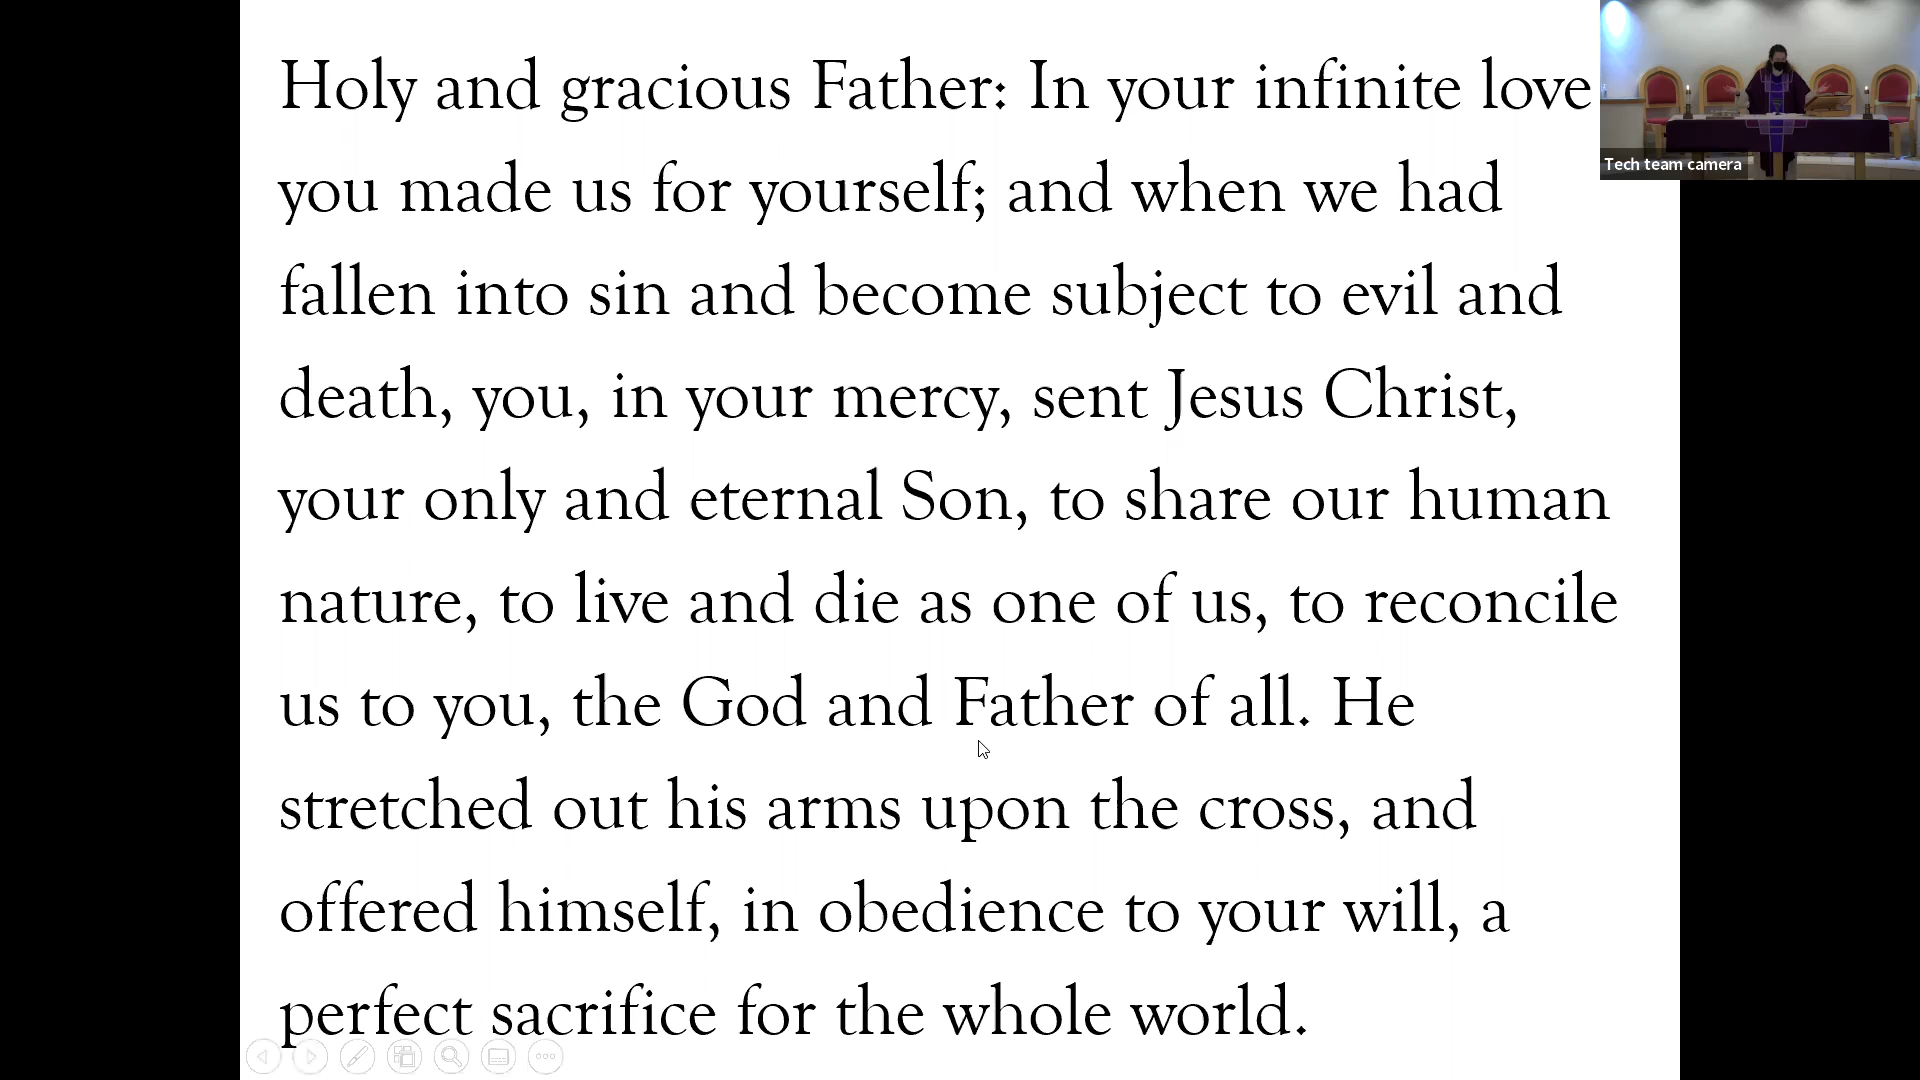 Holy and gracious Father: In your infinite love
you made us for yourself; and when we had
fallen into sin and become subject to evil and
death, you, in your mercy, sent Jesus Christ,
your only and eternal Son, to share our human
nature, to live and die as one of us, to reconcile
us to you, the God and Father of all. He
stretched out his arms upon the cross, and
offered himself, in obedience to your will, a
perfect sacrifice for the whole world.
Tech team camera